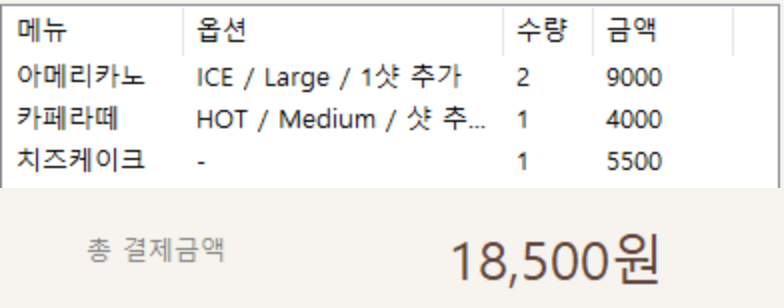 메뉴 옵션 수량 금액
아메리카노 ICE / Large / 1샷 추가 2 9000
카페라떼 HOT / Medium / 샷 추... 1 4000
치즈케이크 - 1 5500
총 결제금액 18,500원